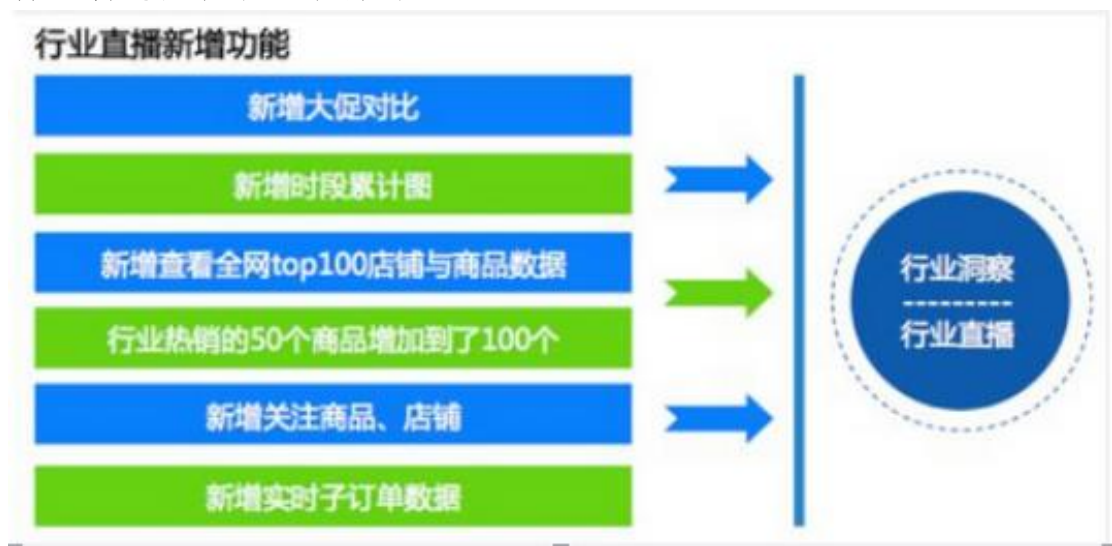 行业直播新增功能
新增大促对比
新增时段累计图
新增查看全网top100店铺与商品数据
行业热销的50个商品增加到了100个
新增关注商品、店铺
新增实时子订单数据
行业洞察
行业直播